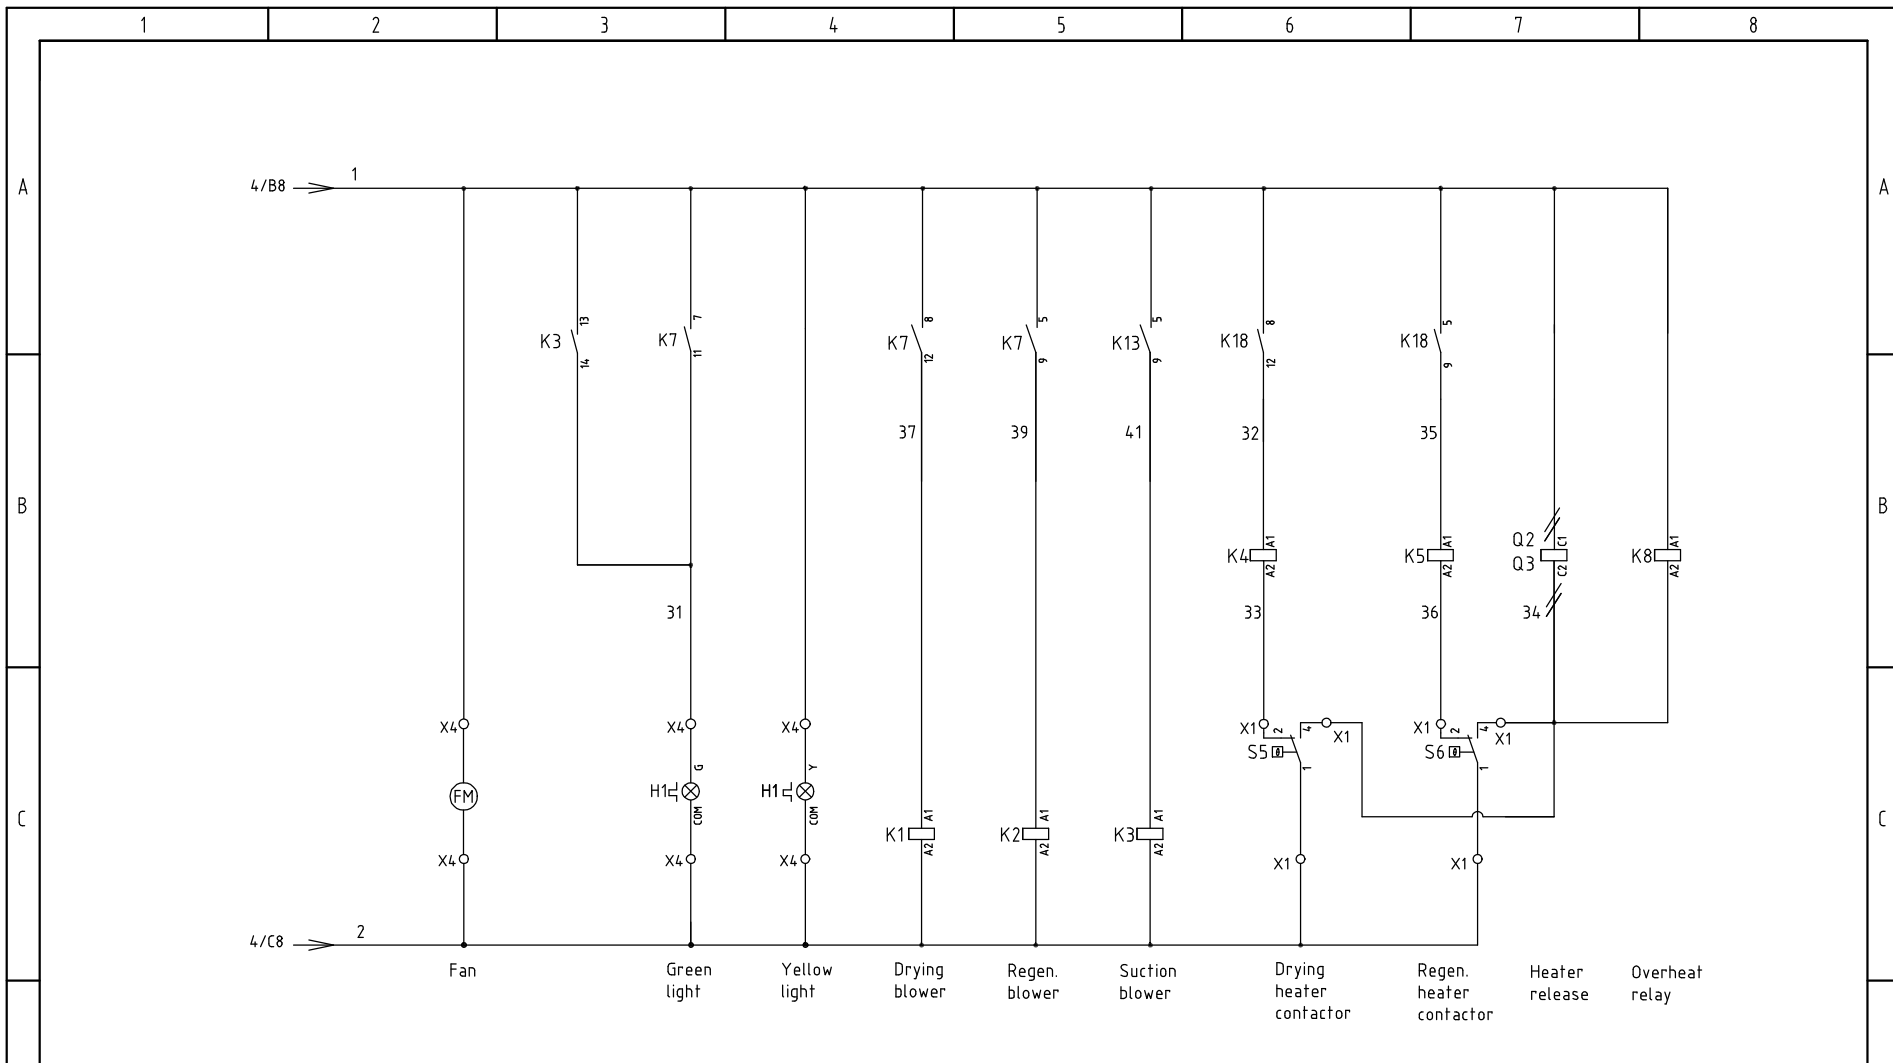 1 2 3 4 5 6 7 8
A A
4/B8 1
K3 13 14
K7 7 11
K7 8 12
K7 5 9
K13 5 9
K18 8 12
K18 5 9
B B
37 39 41 32 35
K4 A1 A2
K5 A1 A2
Q2 C1
Q3 C2
K8 A1 A2
31 33 36 34
X4 X4 X4 X1 2 4 X1 X1 2 4 X1
S5 1 S6 1
C C
FM
H1 G COM
H1 Y COM
K1 A1 A2
K2 A1 A2
K3 A1 A2
X4 X4 X4 X1 X1
4/C8 2
Fan
Green
light
Yellow
light
Drying
blower
Regen.
blower
Suction
blower
Drying
heater
contactor
Regen.
heater
contactor
Heater
release
Overheat
relay